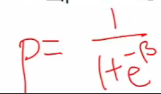 p = 1/(1+e^{-β})